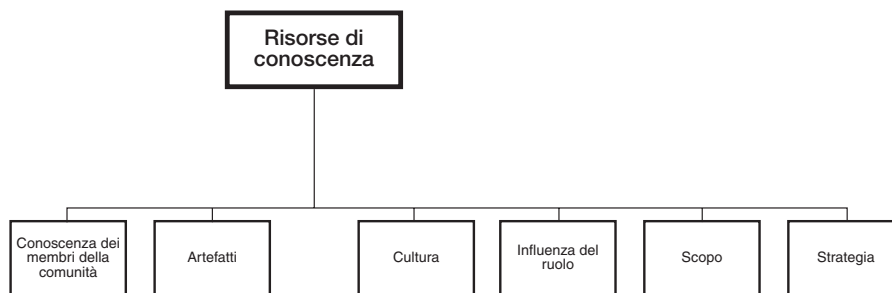 Risorse di
conoscenza
Conoscenza dei
membri della
comunità
Artefatti
Cultura
Influenza del
ruolo
Scopo
Strategia